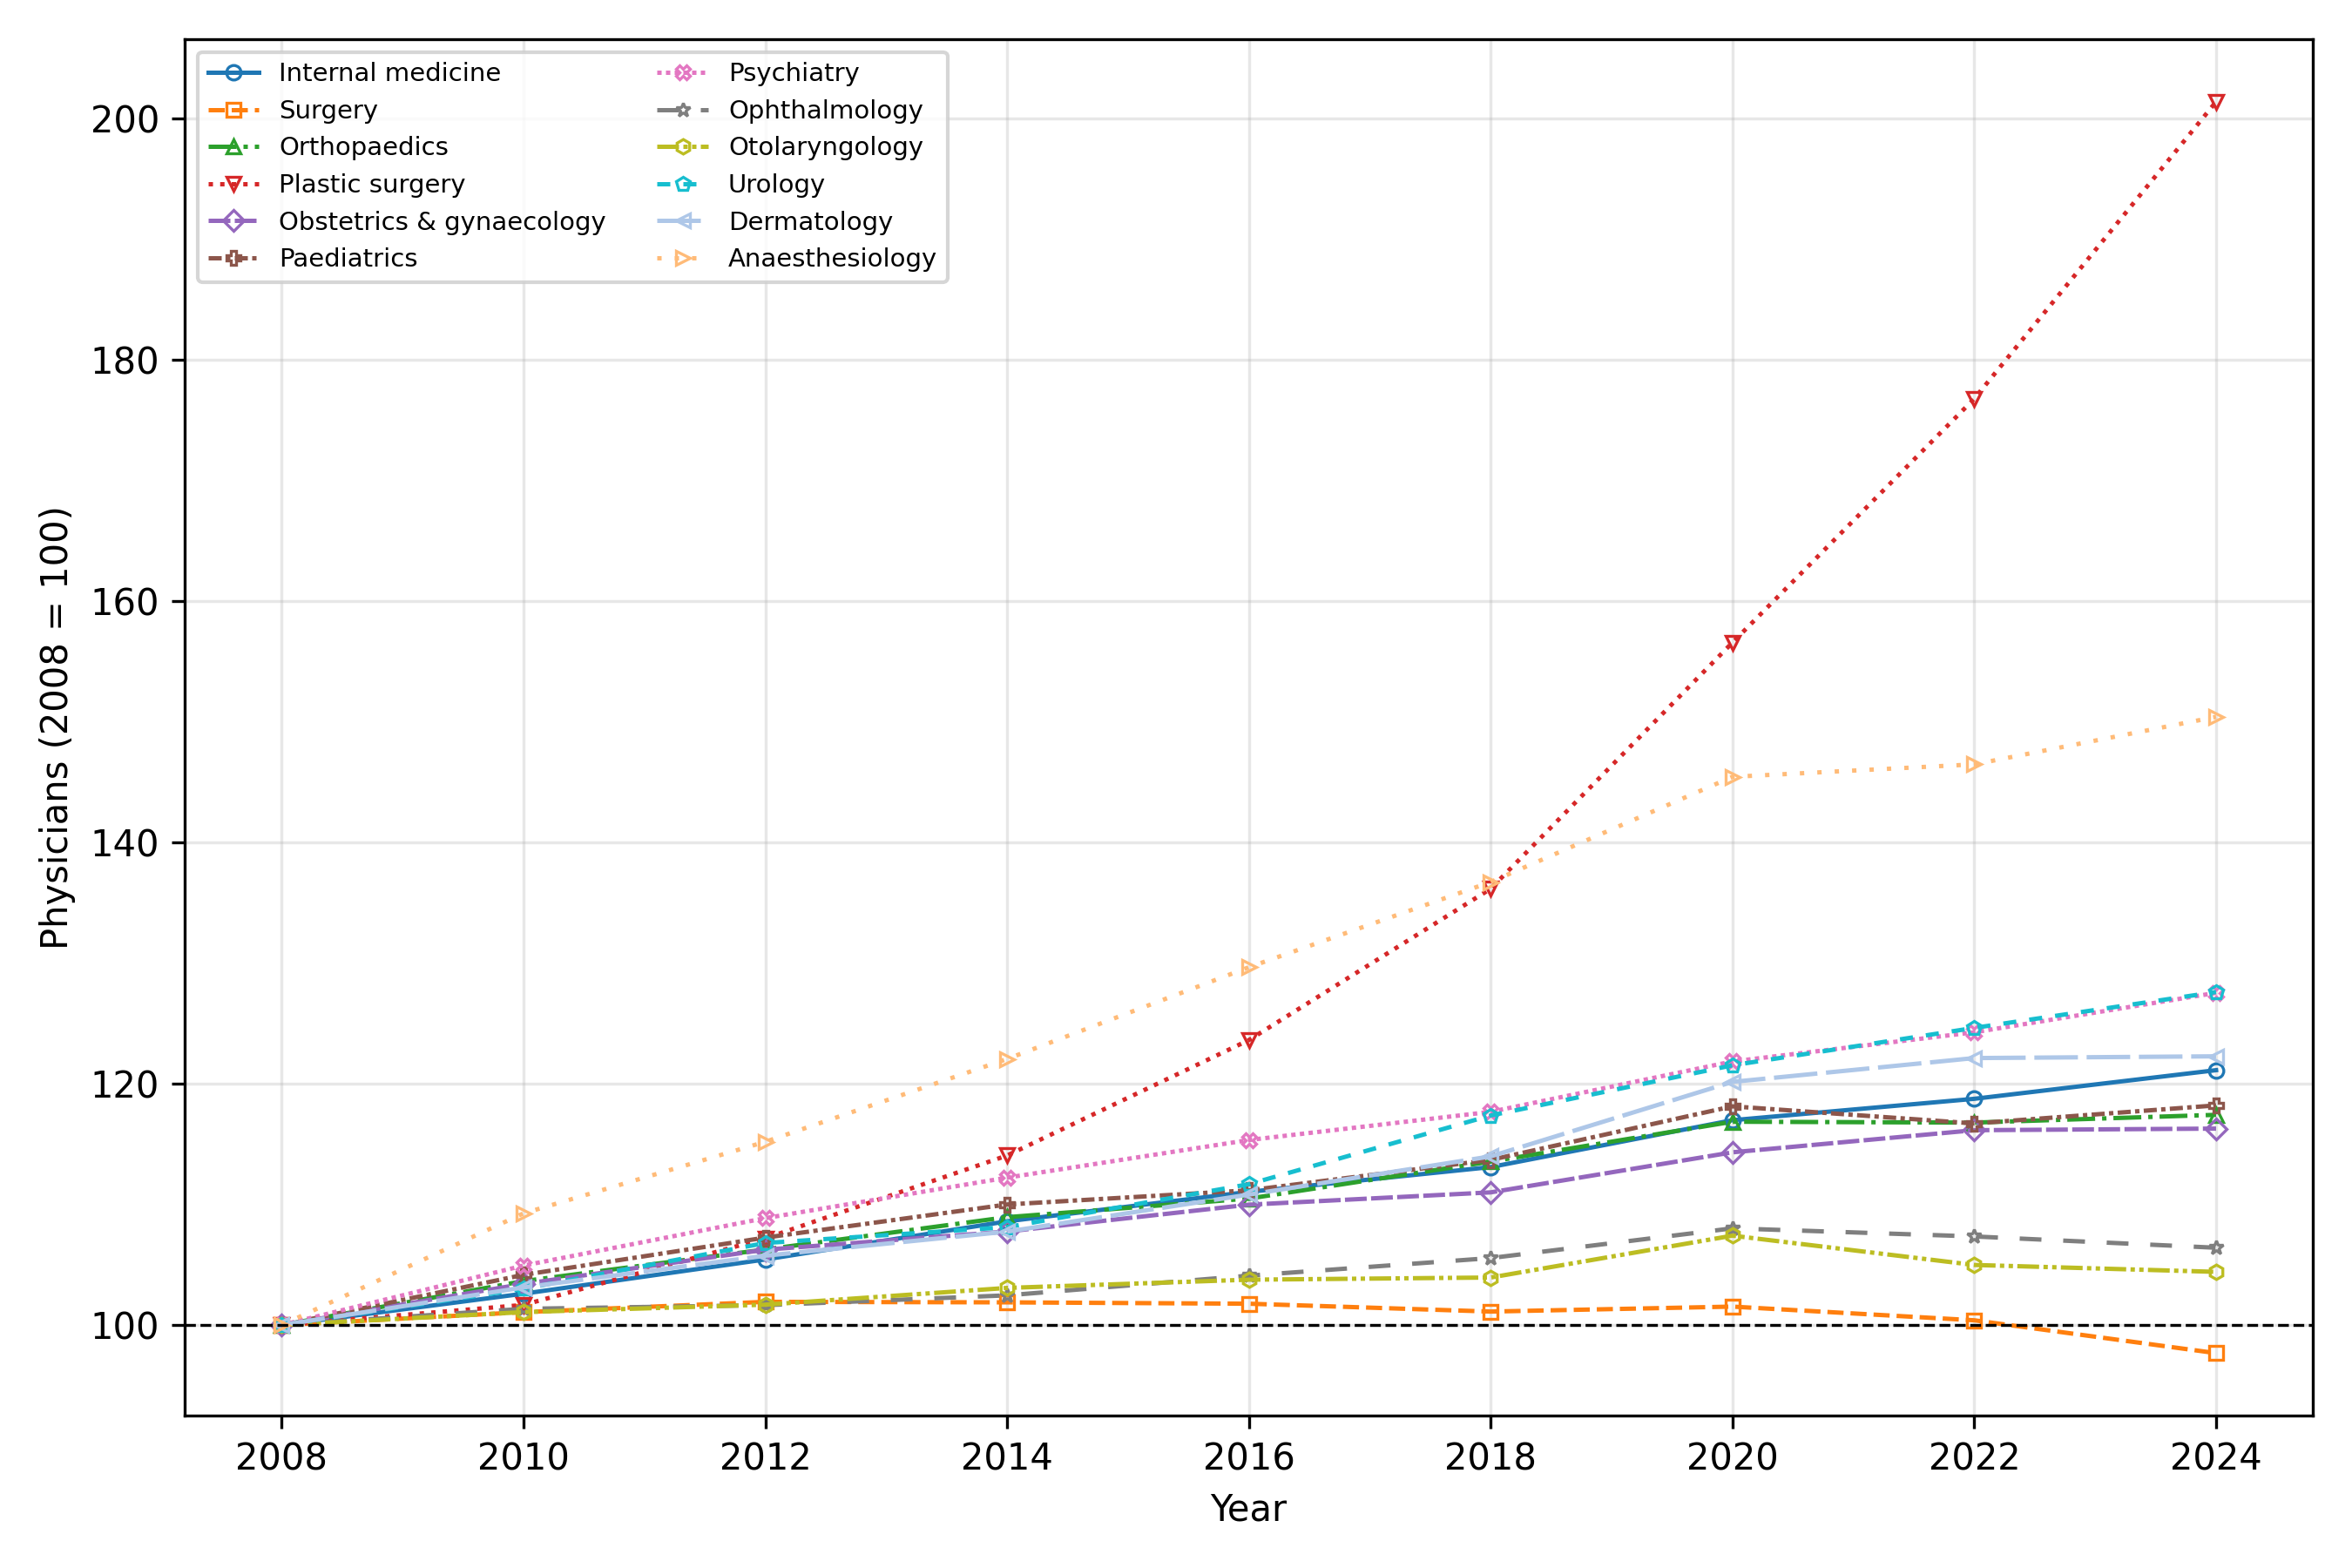 Internal medicine
Surgery
Orthopaedics
Plastic surgery
Obstetrics & gynaecology
Paediatrics
Psychiatry
Ophthalmology
Otolaryngology
Urology
Dermatology
Anaesthesiology
Physicians (2008 = 100)
200
180
160
140
120
100
2008 2010 2012 2014 2016 2018 2020 2022 2024
Year